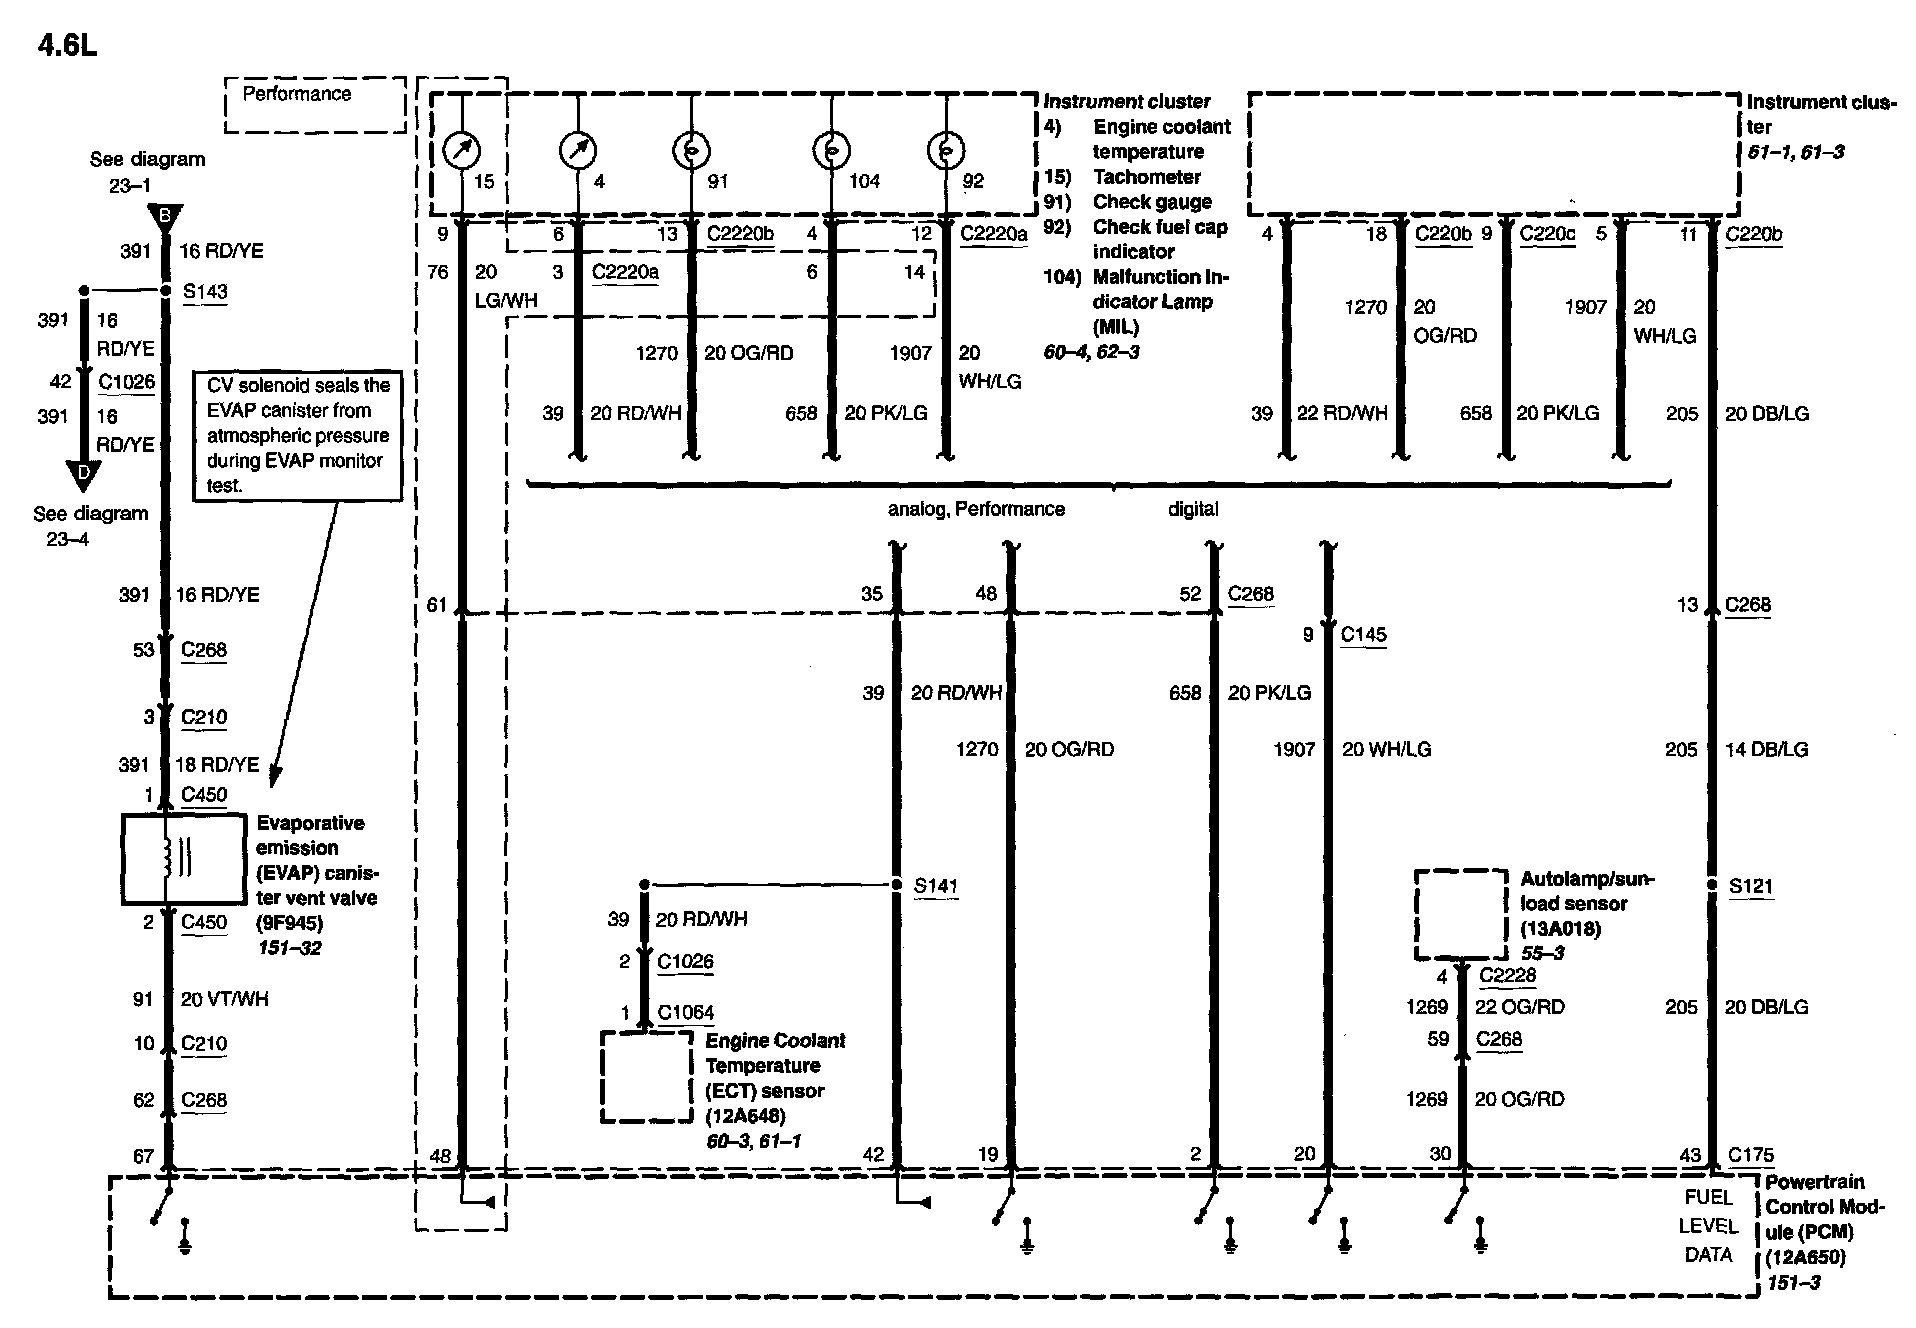 4.6L
Performance
See diagram
23–1
B
391 16 RD/YE
S143
391 16
RD/YE
42 C1026
391 16
RD/YE
D
See diagram
23–4
CV solenoid seals the
EVAP canister from
atmospheric pressure
during EVAP monitor
test.
391 16 RD/YE
53 C268
3 C210
391 18 RD/YE
1 C450
Evaporative
emission
(EVAP) canis-
ter vent valve
(9F945)
151–32
2 C450
91 20 VT/WH
10 C210
62 C268
67
15 4 91 104 92
Instrument cluster
4) Engine coolant
temperature
15) Tachometer
91) Check gauge
92) Check fuel cap
indicator
104) Malfunction In-
dicator Lamp
(MIL)
60–4, 62–3
9 6 13 C2220b 4 12 C2220a
76 20 3 C2220a 6 14
LG/WH
1270 20 OG/RD 1907 20
WH/LG
39 20 RD/WH 658 20 PK/LG
Instrument clus-
ter
61–1, 61–3
4 18 C220b 9 C220c 5 11 C220b
1270 20 1907 20
OG/RD WH/LG
39 22 RD/WH 658 20 PK/LG 205 20 DB/LG
analog, Performance digital
61 35 48 52 C268 13 C268
9 C145
39 20 RD/WH 658 20 PK/LG
1270 20 OG/RD 1907 20 WH/LG 205 14 DB/LG
S141 S121
39 20 RD/WH
2 C1026
1 C1064
Engine Coolant
Temperature
(ECT) sensor
(12A648)
60–3, 61–1
Autolamp/sun-
load sensor
(13A018)
55–3
4 C2228
1269 22 OG/RD 205 20 DB/LG
59 C268
1269 20 OG/RD
48 42 19 2 20 30 43 C175
FUEL
LEVEL
DATA
Powertrain
Control Mod-
ule (PCM)
(12A650)
151–3